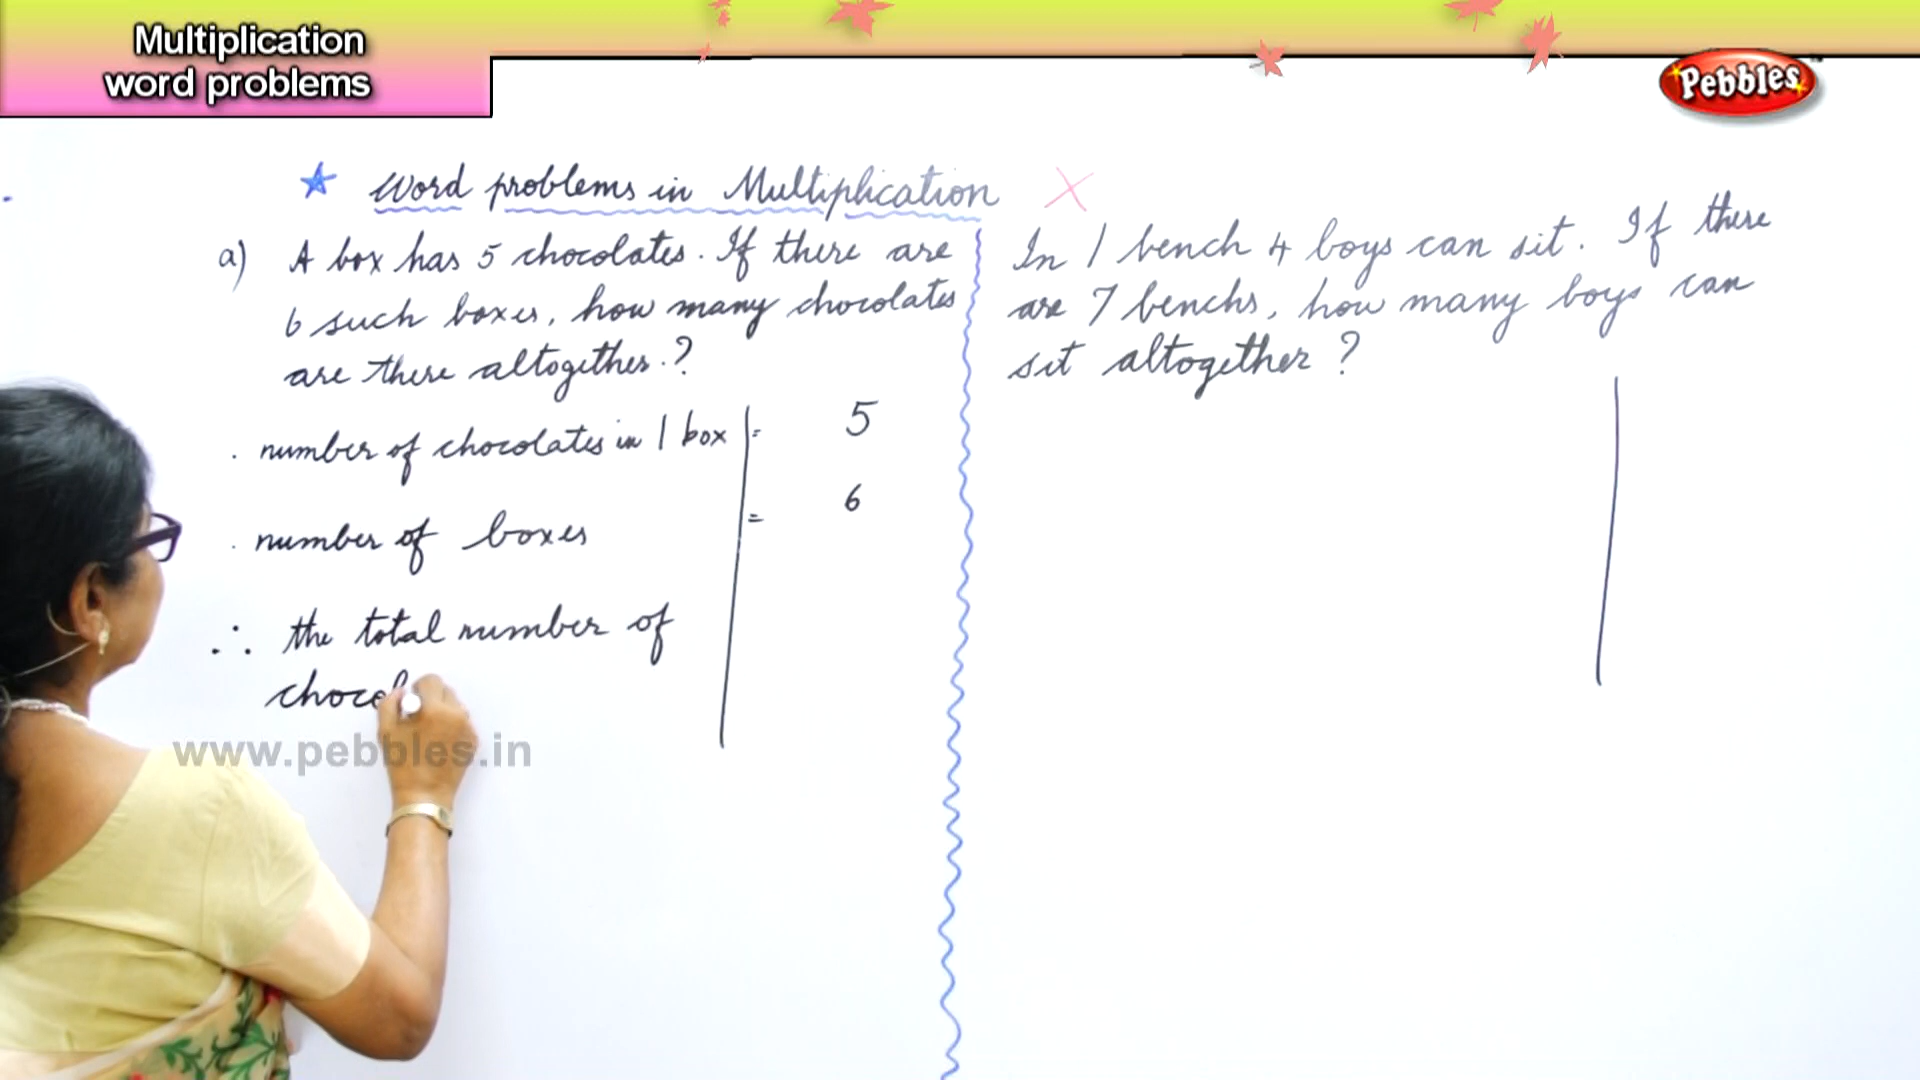 Multiplication
word problems
Pebbles
Word problems in Multiplication
a) A box has 5 chocolates. If there are
6 such boxes, how many chocolates
are there altogether.?
. number of chocolates in 1 box = 5
. number of boxes = 6
∴ the total number of
chocol
www.pebbles.in
In 1 bench 4 boys can sit. If there
are 7 benchs, how many boys can
sit altogether?